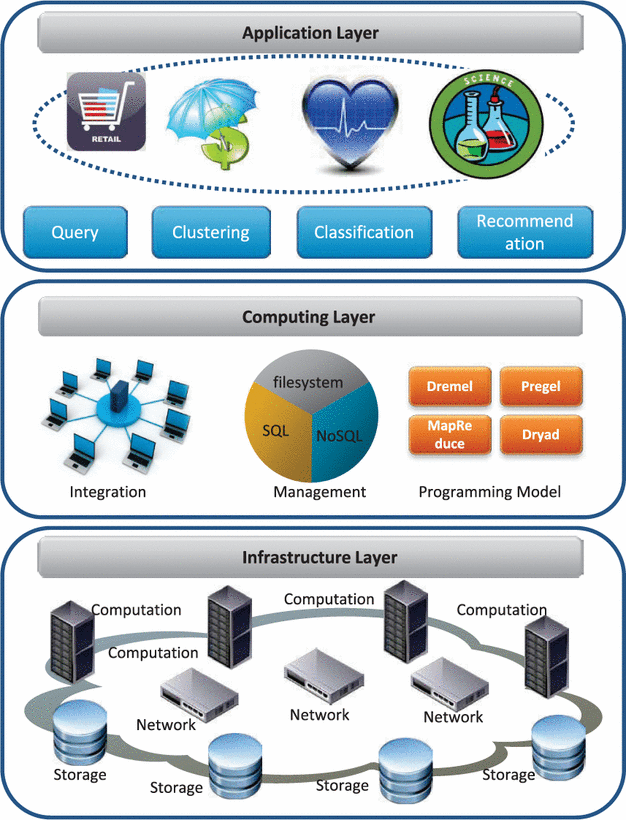 Application Layer
RETAIL
SCIENCE
Query
Clustering
Classification
Recommend
ation
Computing Layer
filesystem
SQL
NoSQL
Dremel
Pregel
MapRe
duce
Dryad
Integration
Management
Programming Model
Infrastructure Layer
Computation
Computation
Computation
Computation
Network
Network
Network
Storage
Storage
Storage
Storage